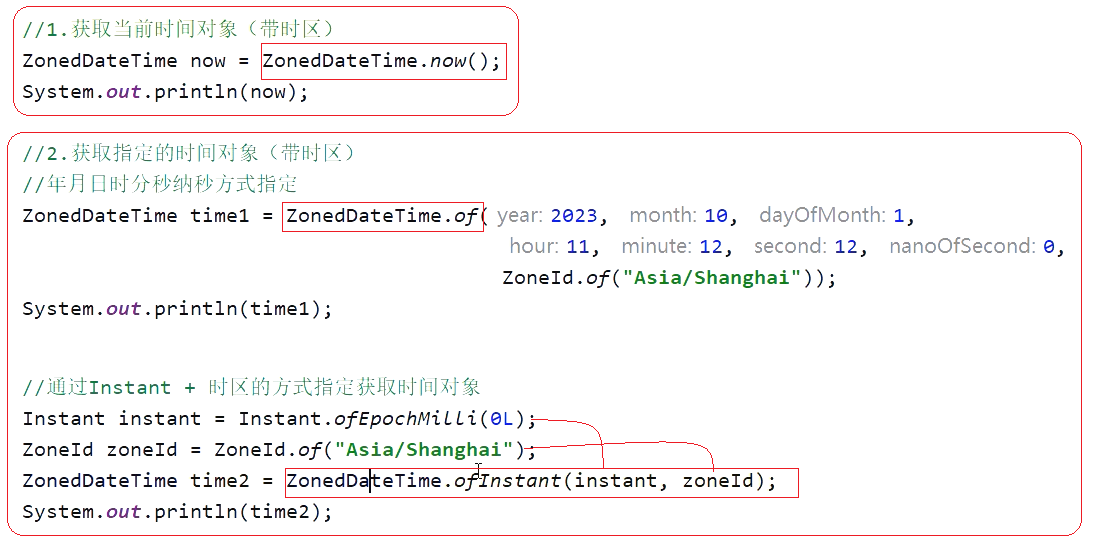 //1.获取当前时间对象（带时区）
ZonedDateTime now = ZonedDateTime.now();
System.out.println(now);
//2.获取指定的时间对象（带时区）
//年月日时分秒纳秒方式指定
ZonedDateTime time1 = ZonedDateTime.of( year: 2023, month: 10, dayOfMonth: 1,
hour: 11, minute: 12, second: 12, nanoOfSecond: 0,
ZoneId.of("Asia/Shanghai"));
System.out.println(time1);
//通过Instant + 时区的方式指定获取时间对象
Instant instant = Instant.ofEpochMilli(0L);
ZoneId zoneId = ZoneId.of("Asia/Shanghai");
ZonedDateTime time2 = ZonedDateTime.ofInstant(instant, zoneId);
System.out.println(time2);